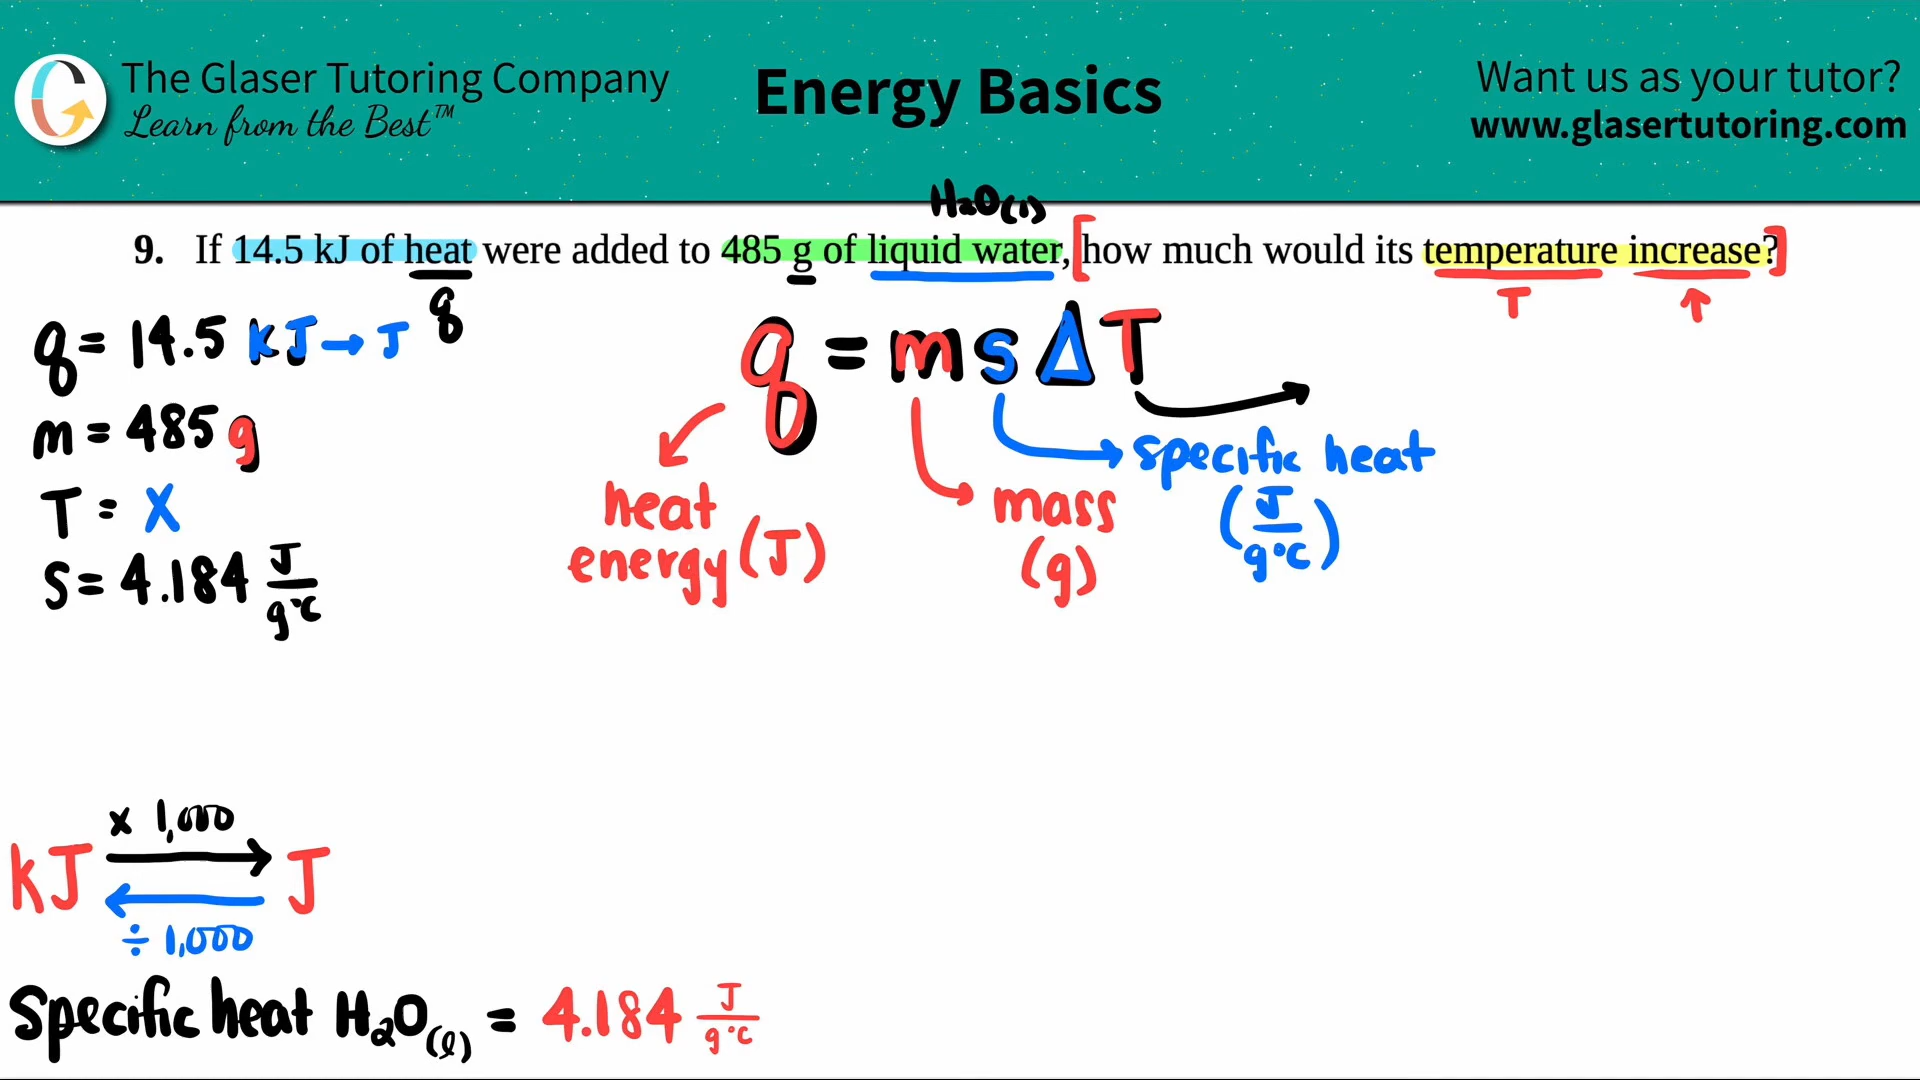 The Glaser Tutoring Company
Learn from the Best™
Energy Basics
Want us as your tutor?
www.glasertutoring.com
H₂O(l)
9. If 14.5 kJ of heat were added to 485 g of liquid water, [how much would its temperature increase?]
q
T ↑
q = 14.5 kJ → J
m = 485 g
T = X
s = 4.184 J/g°C
q = m s Δ T
heat energy (J)
mass (g)
specific heat (J/g°C)
x 1,000
kJ → J
←
÷ 1,000
Specific heat H₂O(l) = 4.184 J/g°C